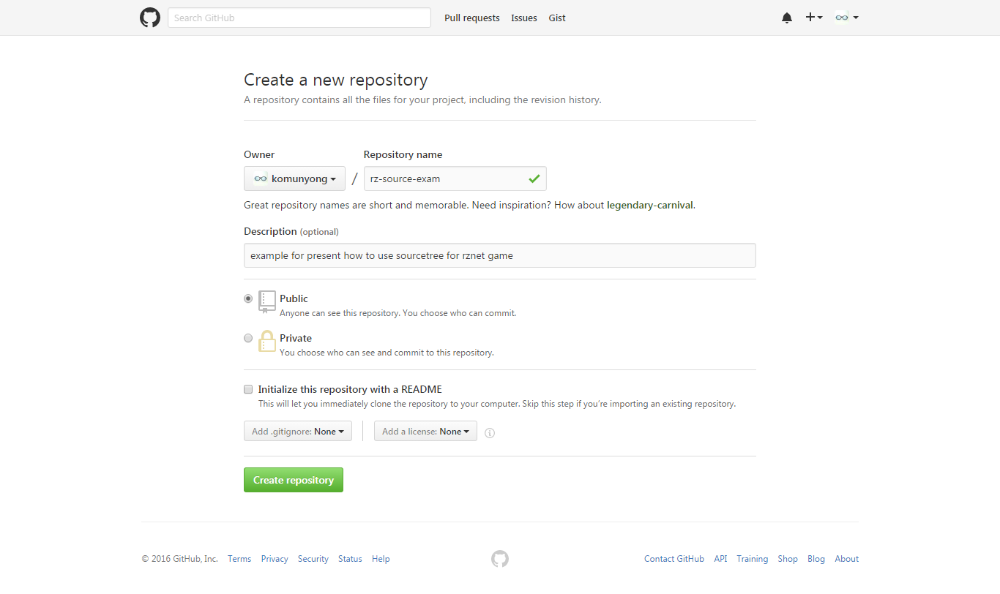 Search GitHub Pull requests Issues Gist
Create a new repository
A repository contains all the files for your project, including the revision history.
Owner Repository name
komunyong / rz-source-exam
Great repository names are short and memorable. Need inspiration? How about legendary-carnival.
Description (optional)
example for present how to use sourcetree for rznet game
Public
Anyone can see this repository. You choose who can commit.
Private
You choose who can see and commit to this repository.
Initialize this repository with a README
This will let you immediately clone the repository to your computer. Skip this step if you’re importing an existing repository.
Add .gitignore: None Add a license: None
Create repository
© 2016 GitHub, Inc. Terms Privacy Security Status Help Contact GitHub API Training Shop Blog About